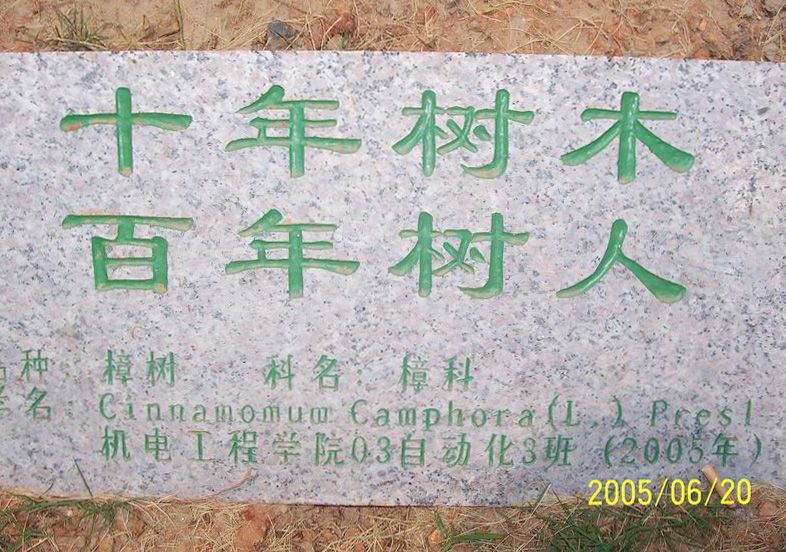 十年树木
百年树人
种: 樟树 科名: 樟科
名 Cinnamomum Camphora(L.) Presl
机电工程学院03自动化3班 (2005年)
2005/06/20